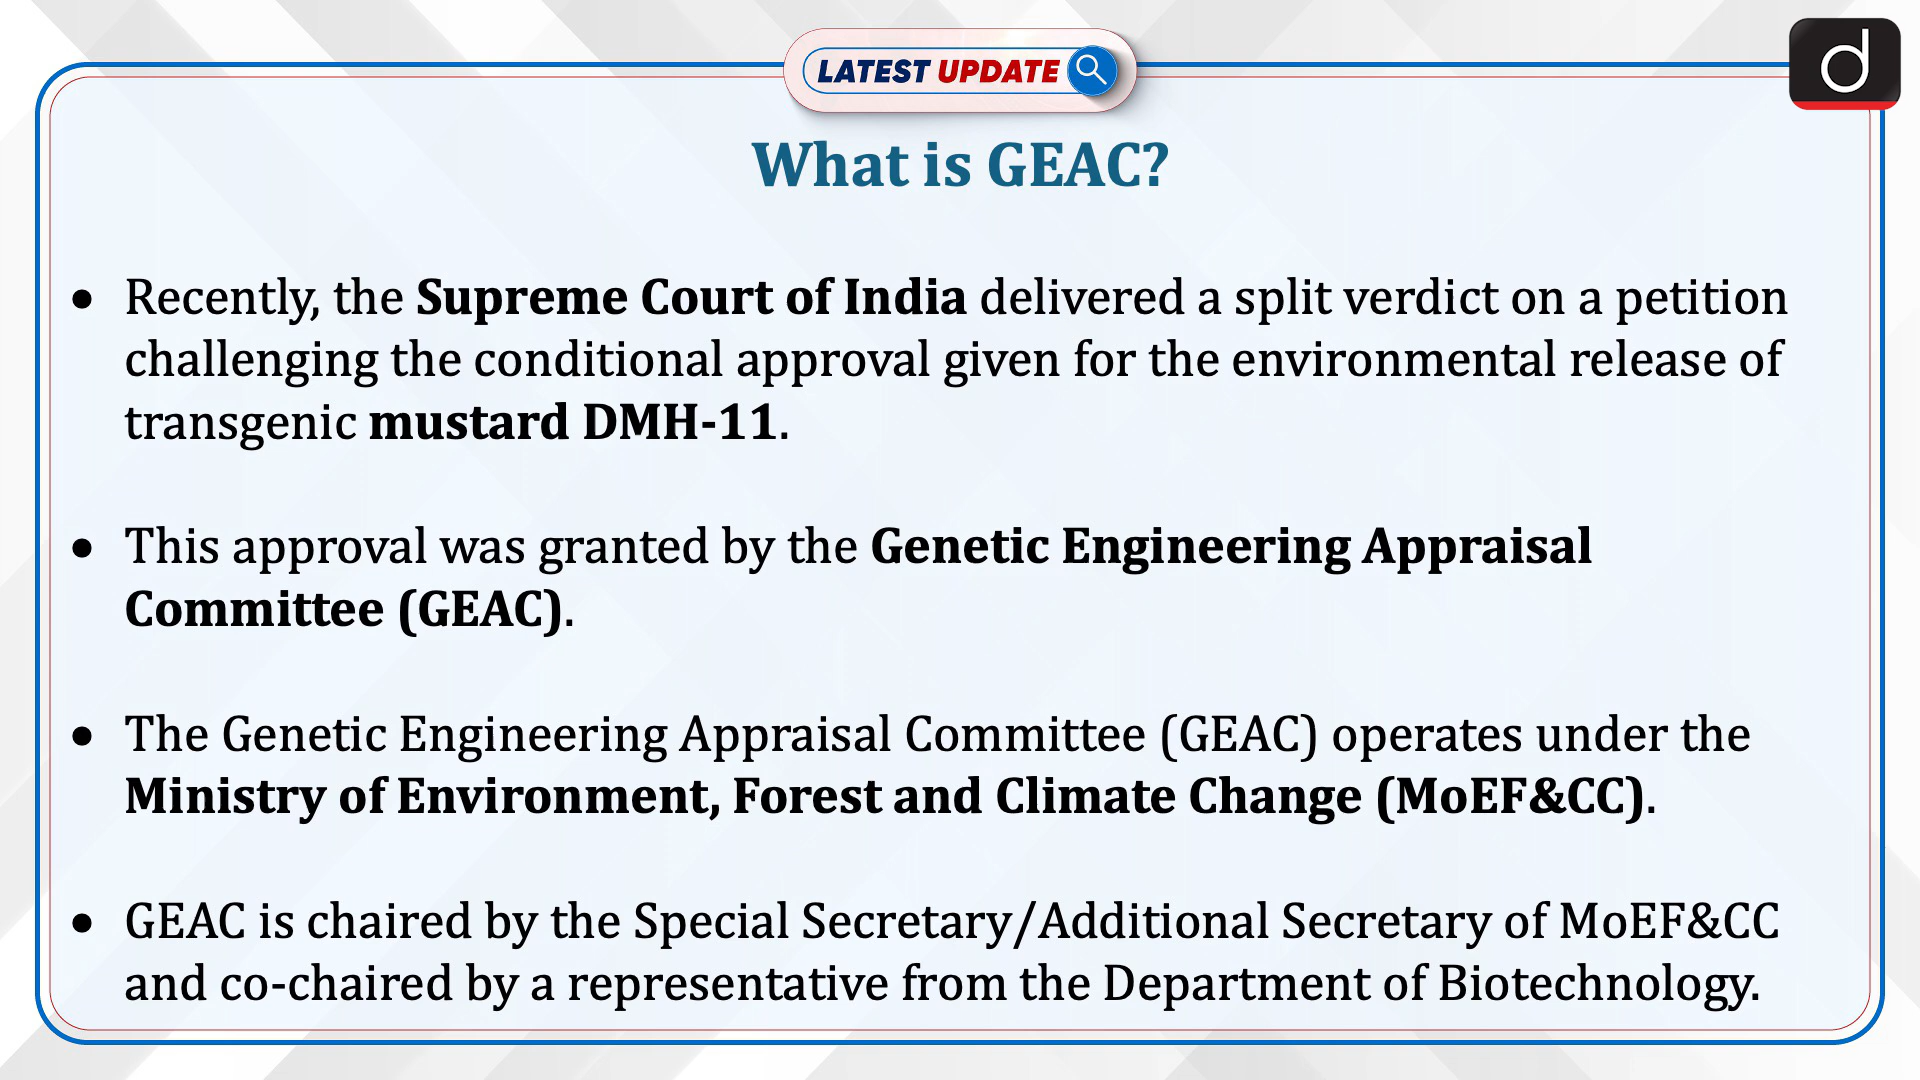 LATEST UPDATE
d
What is GEAC?
• Recently, the Supreme Court of India delivered a split verdict on a petition
challenging the conditional approval given for the environmental release of
transgenic mustard DMH-11.
• This approval was granted by the Genetic Engineering Appraisal
Committee (GEAC).
• The Genetic Engineering Appraisal Committee (GEAC) operates under the
Ministry of Environment, Forest and Climate Change (MoEF&CC).
• GEAC is chaired by the Special Secretary/Additional Secretary of MoEF&CC
and co-chaired by a representative from the Department of Biotechnology.